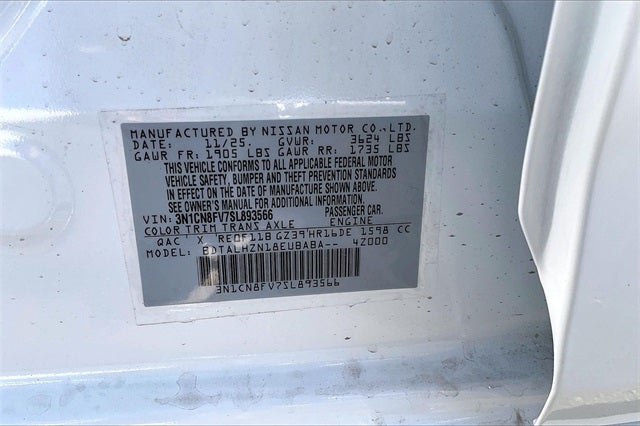 MANUFACTURED BY NISSAN MOTOR CO.,LTD.
DATE: 11/25. GVWR: 3624 LBS
GAWR FR: 1905 LBS GAWR RR: 1735 LBS
THIS VEHICLE CONFORMS TO ALL APPLICABLE FEDERAL MOTOR
VEHICLE SAFETY, BUMPER AND THEFT PREVENTION STANDARDS
IN EFFECT ON THE DATE OF MANUFACTURE SHOWN ABOVE.
SEE OWNER'S MANUAL FOR ADDITIONAL INFORMATION.
VIN: 3N1CN8FV7SL893566 PASSENGER CAR.
COLOR TRIM TRANS AXLE ENGINE
QAC X RE0F11B GZ39 HR16DE 1598 CC
BDTALHZN18EUBABA-- 4Z000
3N1CN8FV7SL893566